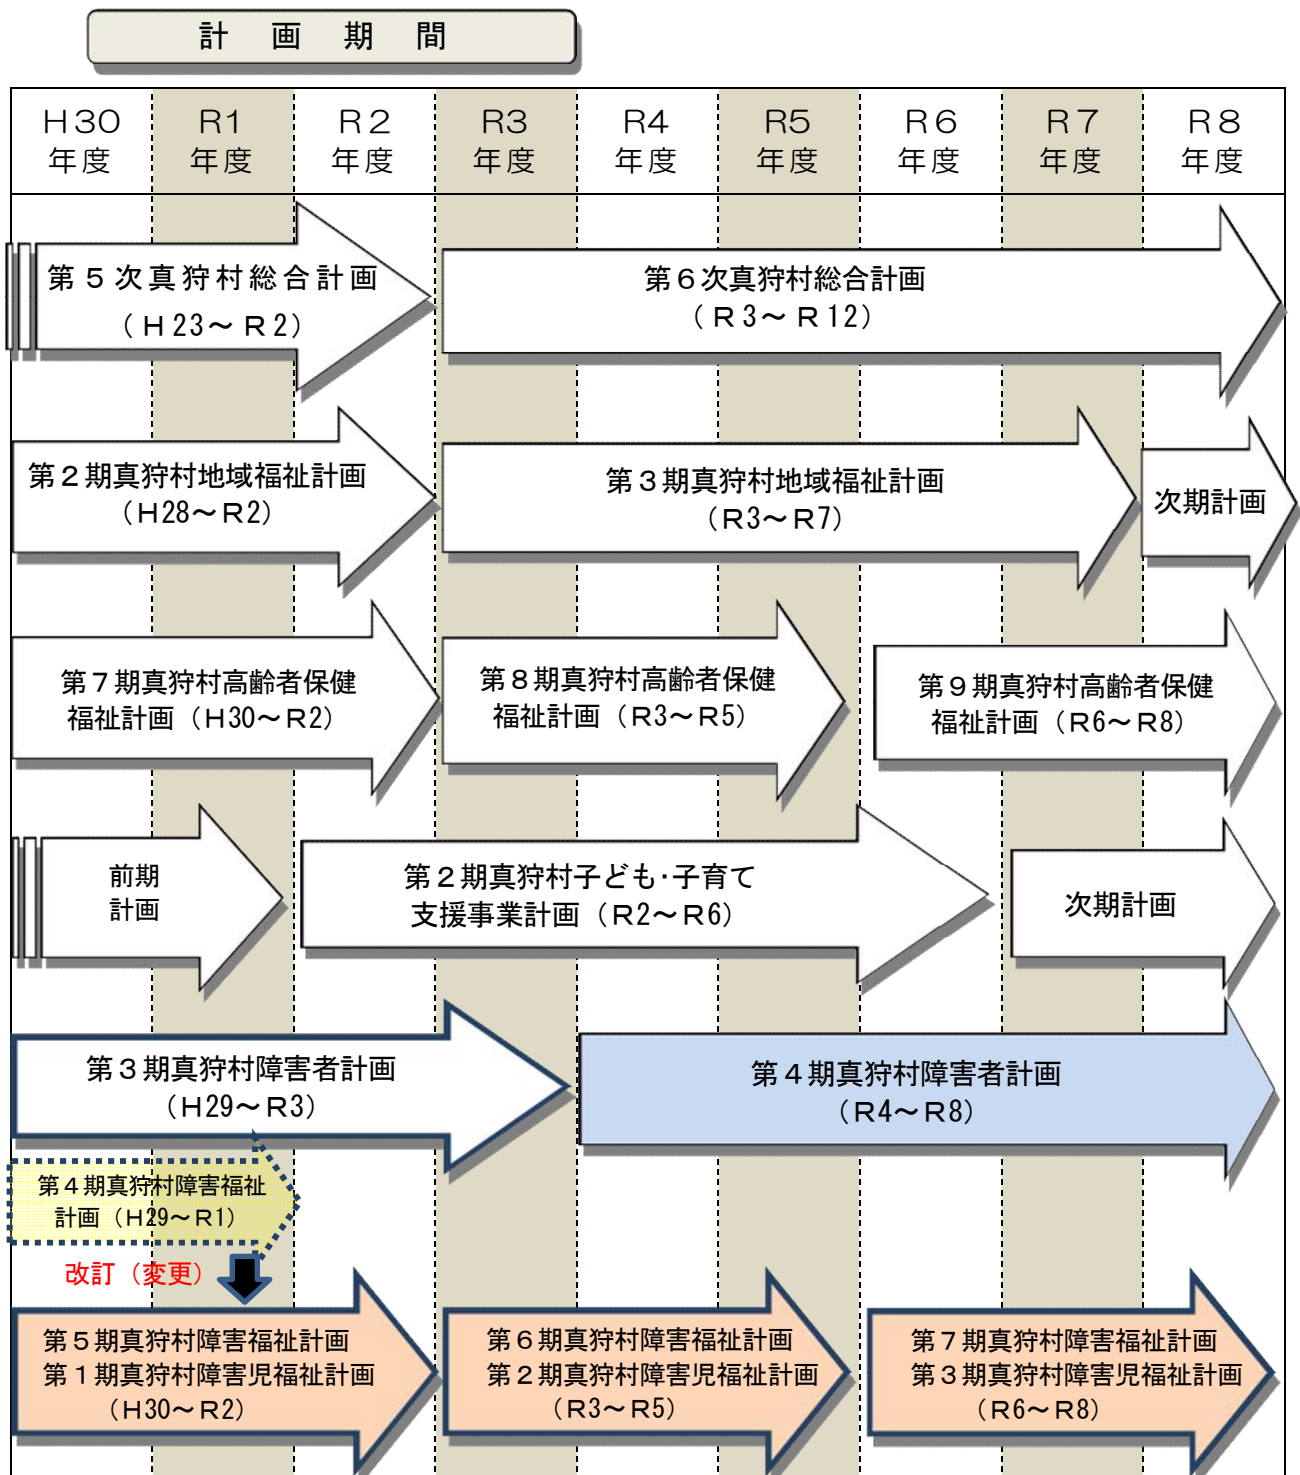 計画期間
H30 R1 R2 R3 R4 R5 R6 R7 R8
年度 年度 年度 年度 年度 年度 年度 年度 年度
第5次真狩村総合計画
（H23～R2）
第6次真狩村総合計画
（R3～R12）
第2期真狩村地域福祉計画
（H28～R2）
第3期真狩村地域福祉計画
（R3～R7）
次期計画
第7期真狩村高齢者保健
福祉計画（H30～R2）
第8期真狩村高齢者保健
福祉計画（R3～R5）
第9期真狩村高齢者保健
福祉計画（R6～R8）
前期
計画
第2期真狩村子ども・子育て
支援事業計画（R2～R6）
次期計画
第3期真狩村障害者計画
（H29～R3）
第4期真狩村障害者計画
（R4～R8）
第4期真狩村障害福祉
計画（H29～R1）
改訂（変更）
第5期真狩村障害福祉計画
第1期真狩村障害児福祉計画
（H30～R2）
第6期真狩村障害福祉計画
第2期真狩村障害児福祉計画
（R3～R5）
第7期真狩村障害福祉計画
第3期真狩村障害児福祉計画
（R6～R8）